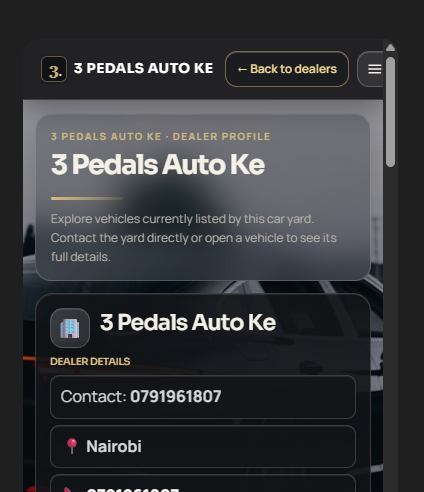 3. 3 PEDALS AUTO KE ← Back to dealers
3 PEDALS AUTO KE · DEALER PROFILE
3 Pedals Auto Ke
Explore vehicles currently listed by this car yard.
Contact the yard directly or open a vehicle to see its
full details.
3 Pedals Auto Ke
DEALER DETAILS
Contact: 0791961807
Nairobi
0791961807